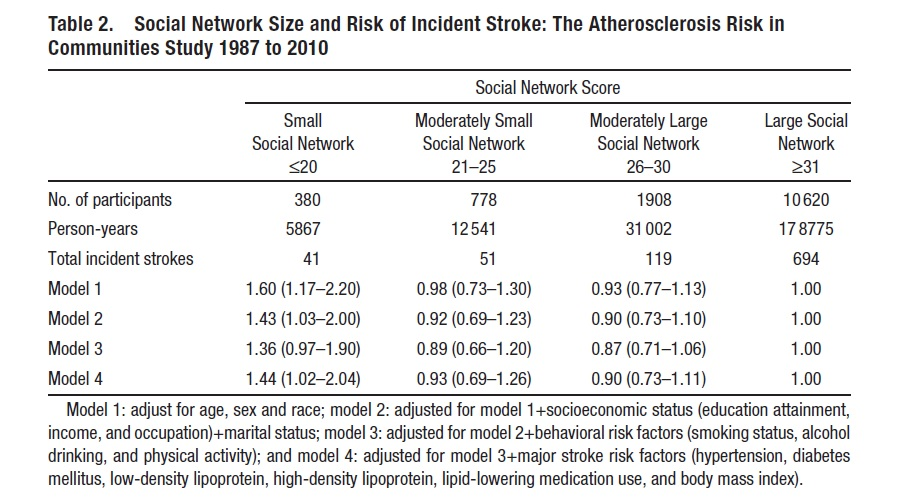 Table 2. Social Network Size and Risk of Incident Stroke: The Atherosclerosis Risk in
Communities Study 1987 to 2010
Social Network Score
Small Social Network ≤20 Moderately Small Social Network 21–25 Moderately Large Social Network 26–30 Large Social Network ≥31
No. of participants 380 778 1908 10 620
Person-years 5867 12 541 31 002 17 8775
Total incident strokes 41 51 119 694
Model 1 1.60 (1.17–2.20) 0.98 (0.73–1.30) 0.93 (0.77–1.13) 1.00
Model 2 1.43 (1.03–2.00) 0.92 (0.69–1.23) 0.90 (0.73–1.10) 1.00
Model 3 1.36 (0.97–1.90) 0.89 (0.66–1.20) 0.87 (0.71–1.06) 1.00
Model 4 1.44 (1.02–2.04) 0.93 (0.69–1.26) 0.90 (0.73–1.11) 1.00
Model 1: adjust for age, sex and race; model 2: adjusted for model 1+socioeconomic status (education attainment,
income, and occupation)+marital status; model 3: adjusted for model 2+behavioral risk factors (smoking status, alcohol
drinking, and physical activity); and model 4: adjusted for model 3+major stroke risk factors (hypertension, diabetes
mellitus, low-density lipoprotein, high-density lipoprotein, lipid-lowering medication use, and body mass index).